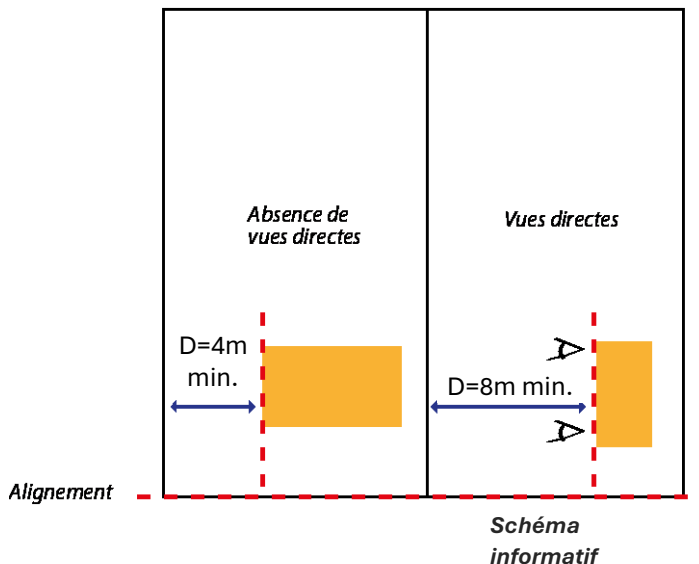 Absence de
vues directes
Vues directes
D=4m
min.
D=8m min.
Alignement
Schéma
informatif